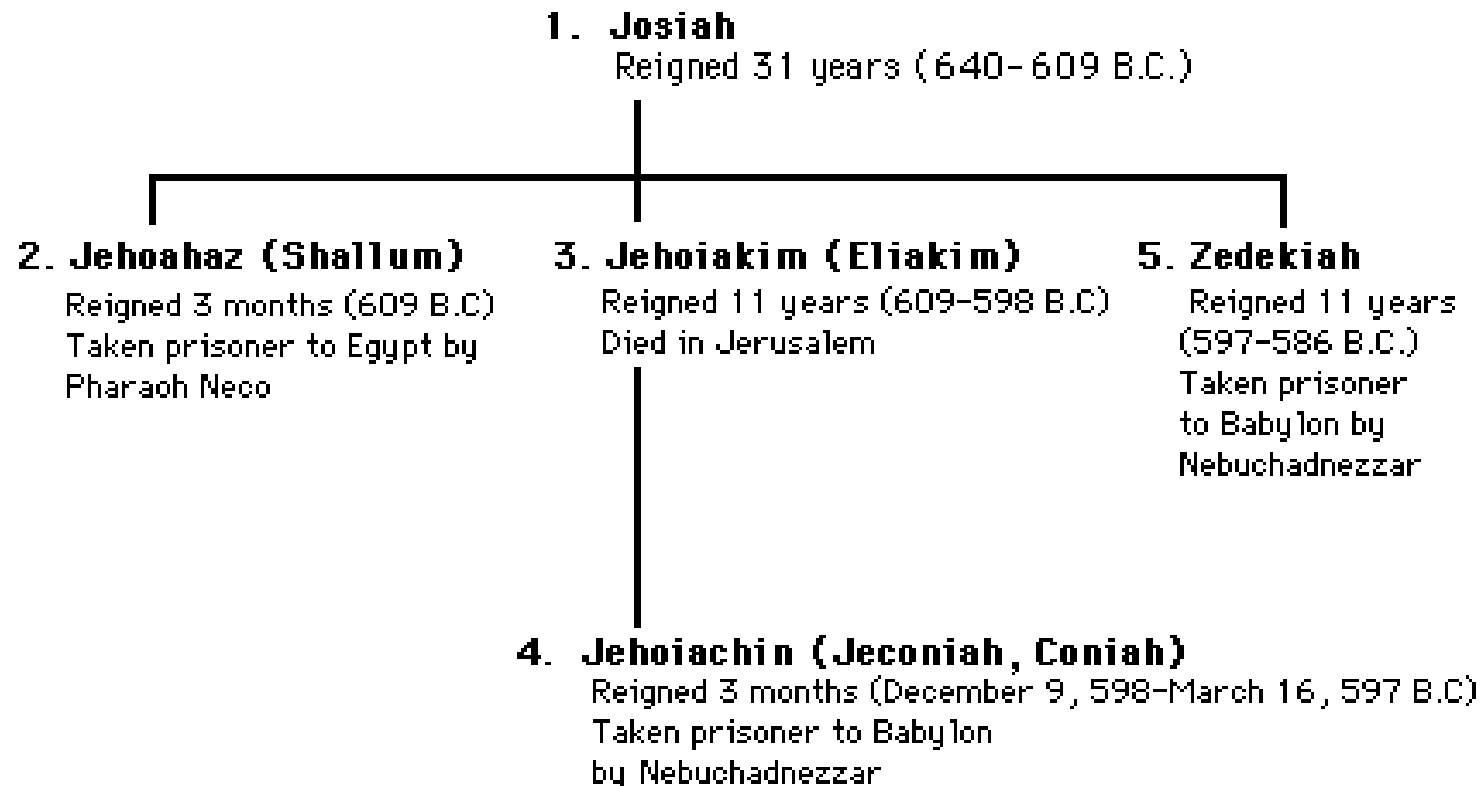 1. Josiah
Reigned 31 years (640-609 B.C.)
2. Jehoahaz (Shallum)
Reigned 3 months (609 B.C)
Taken prisoner to Egypt by
Pharaoh Neco
3. Jehoiakim (Eliakim)
Reigned 11 years (609-598 B.C)
Died in Jerusalem
5. Zedekiah
Reigned 11 years
(597-586 B.C.)
Taken prisoner
to Babylon by
Nebuchadnezzar
4. Jehoiachin (Jeconiah, Coniah)
Reigned 3 months (December 9, 598-March 16, 597 B.C)
Taken prisoner to Babylon
by Nebuchadnezzar